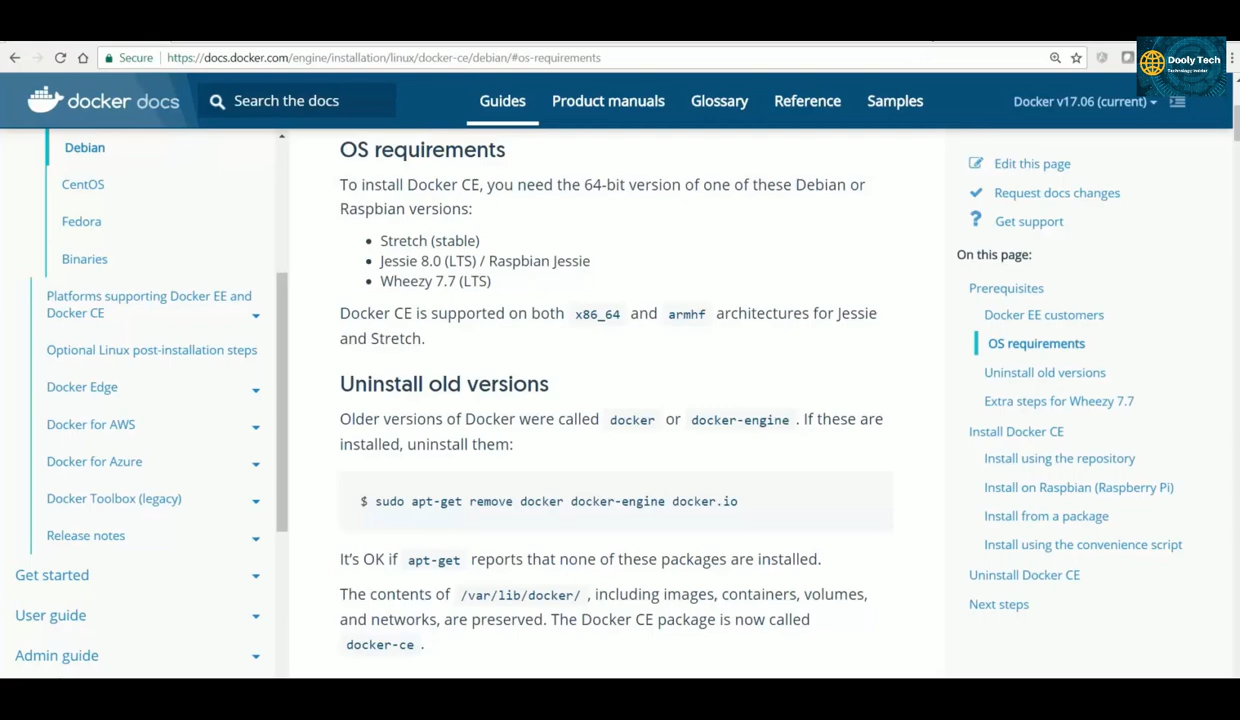 Secure https://docs.docker.com/engine/installation/linux/docker-ce/debian/#os-requirements
Dooly Tech
Technology Insider
docker docs
Search the docs
Guides
Product manuals
Glossary
Reference
Samples
Docker v17.06 (current)
Debian
CentOS
Fedora
Binaries
Platforms supporting Docker EE and
Docker CE
Optional Linux post-installation steps
Docker Edge
Docker for AWS
Docker for Azure
Docker Toolbox (legacy)
Release notes
Get started
User guide
Admin guide
OS requirements
To install Docker CE, you need the 64-bit version of one of these Debian or
Raspbian versions:
• Stretch (stable)
• Jessie 8.0 (LTS) / Raspbian Jessie
• Wheezy 7.7 (LTS)
Docker CE is supported on both x86_64 and armhf architectures for Jessie
and Stretch.
Uninstall old versions
Older versions of Docker were called docker or docker-engine . If these are
installed, uninstall them:
$ sudo apt-get remove docker docker-engine docker.io
It's OK if apt-get reports that none of these packages are installed.
The contents of /var/lib/docker/ , including images, containers, volumes,
and networks, are preserved. The Docker CE package is now called
docker-ce .
Edit this page
Request docs changes
? Get support
On this page:
Prerequisites
Docker EE customers
OS requirements
Uninstall old versions
Extra steps for Wheezy 7.7
Install Docker CE
Install using the repository
Install on Raspbian (Raspberry Pi)
Install from a package
Install using the convenience script
Uninstall Docker CE
Next steps